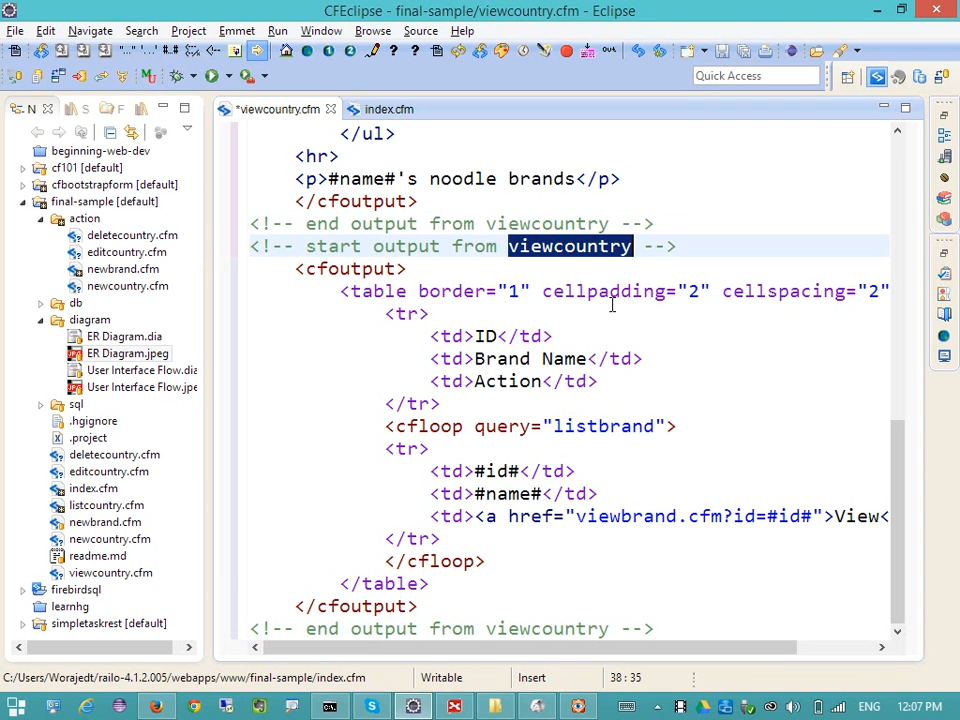 CFEclipse - final-sample/viewcountry.cfm - Eclipse
File Edit Navigate Search Project Emmet Run Window Browse Source Help
Quick Access
N S F
*viewcountry.cfm index.cfm
beginning-web-dev
cf101 [default]
cfbootstrapform [default]
final-sample [default]
action
deletecountry.cfm
editcountry.cfm
newbrand.cfm
newcountry.cfm
db
diagram
ER Diagram.dia
ER Diagram.jpeg
User Interface Flow.dia
User Interface Flow.jpe
sql
.hgignore
.project
deletecountry.cfm
editcountry.cfm
index.cfm
listcountry.cfm
newbrand.cfm
newcountry.cfm
readme.md
viewcountry.cfm
firebirdsql
learnhg
simpletaskrest [default]
</ul>
<hr>
<p>#name#'s noodle brands</p>
</cfoutput>
<!-- end output from viewcountry -->
<!-- start output from viewcountry -->
<cfoutput>
<table border="1" cellpadding="2" cellspacing="2"
<tr>
<td>ID</td>
<td>Brand Name</td>
<td>Action</td>
</tr>
<cfloop query="listbrand">
<tr>
<td>#id#</td>
<td>#name#</td>
<td><a href="viewbrand.cfm?id=#id#">View<
</tr>
</cfloop>
</table>
</cfoutput>
<!-- end output from viewcountry -->
C:/Users/Worajedt/railo-4.1.2.005/webapps/www/final-sample/index.cfm Writable Insert 38 : 35
ENG 12:07 PM